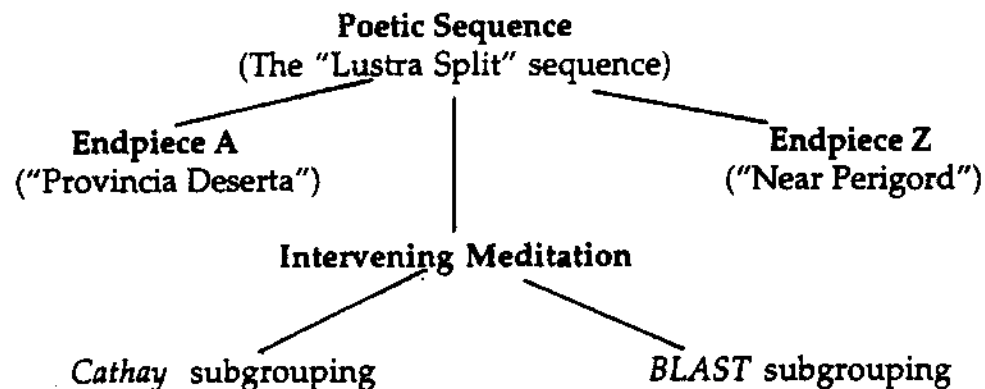 Poetic Sequence
(The "Lustra Split" sequence)
Endpiece A
("Provincia Deserta")
Endpiece Z
("Near Perigord")
Intervening Meditation
Cathay subgrouping
BLAST subgrouping